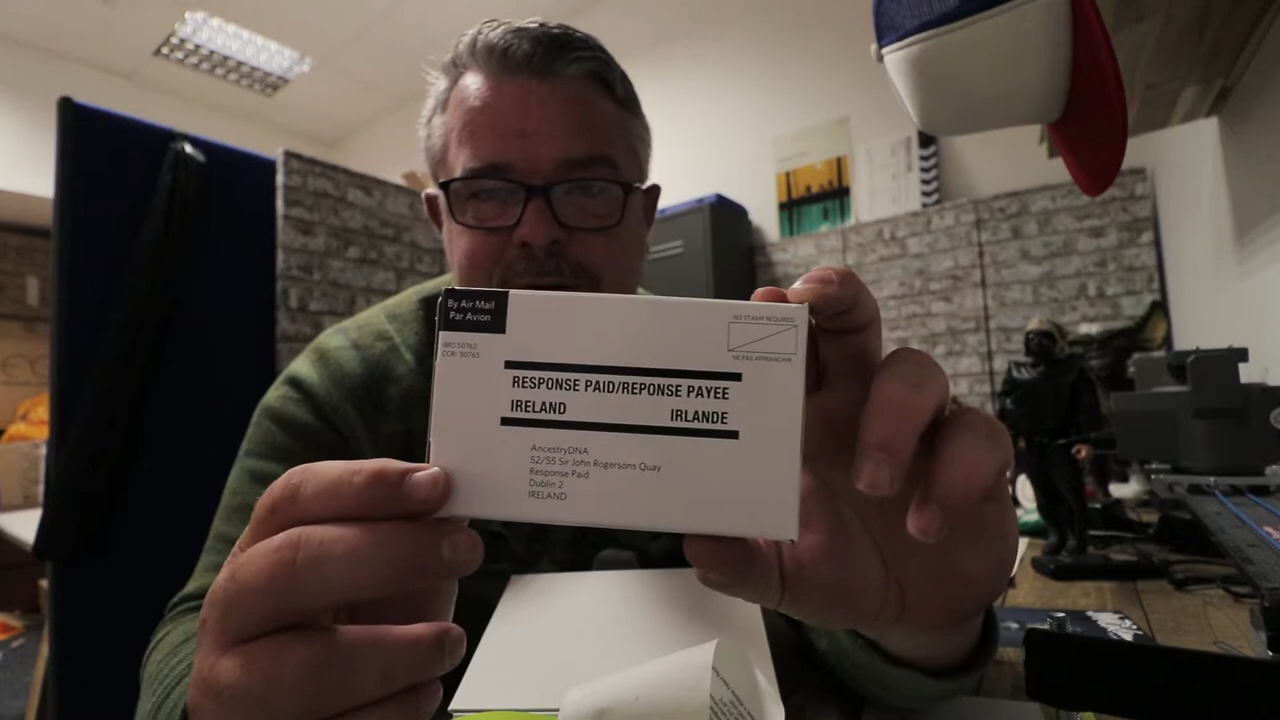 By Air Mail
Par Avion
IBRS 50763
CCRI 50763
NO STAMP REQUIRED
NE PAS AFFRANCHIR
RESPONSE PAID/REPONSE PAYEE
IRELAND IRLANDE
AncestryDNA
52/55 Sir John Rogersons Quay
Response Paid
Dublin 2
IRELAND